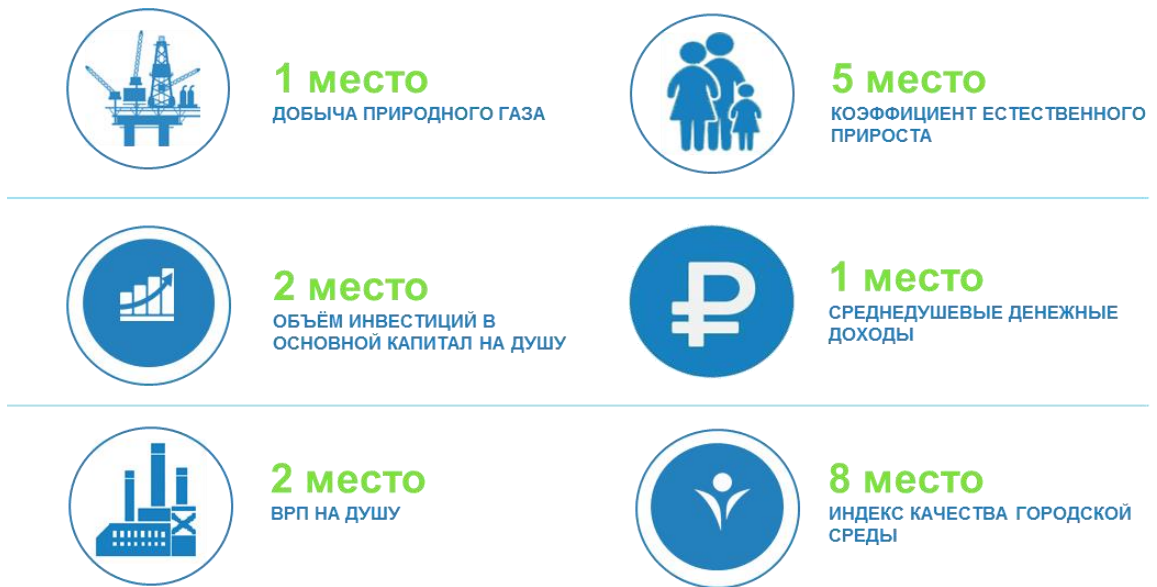 1 место
ДОБЫЧА ПРИРОДНОГО ГАЗА
5 место
КОЭФФИЦИЕНТ ЕСТЕСТВЕННОГО
ПРИРОСТА
2 место
ОБЪЁМ ИНВЕСТИЦИЙ В
ОСНОВНОЙ КАПИТАЛ НА ДУШУ
1 место
СРЕДНЕДУШЕВЫЕ ДЕНЕЖНЫЕ
ДОХОДЫ
2 место
ВРП НА ДУШУ
8 место
ИНДЕКС КАЧЕСТВА ГОРОДСКОЙ
СРЕДЫ